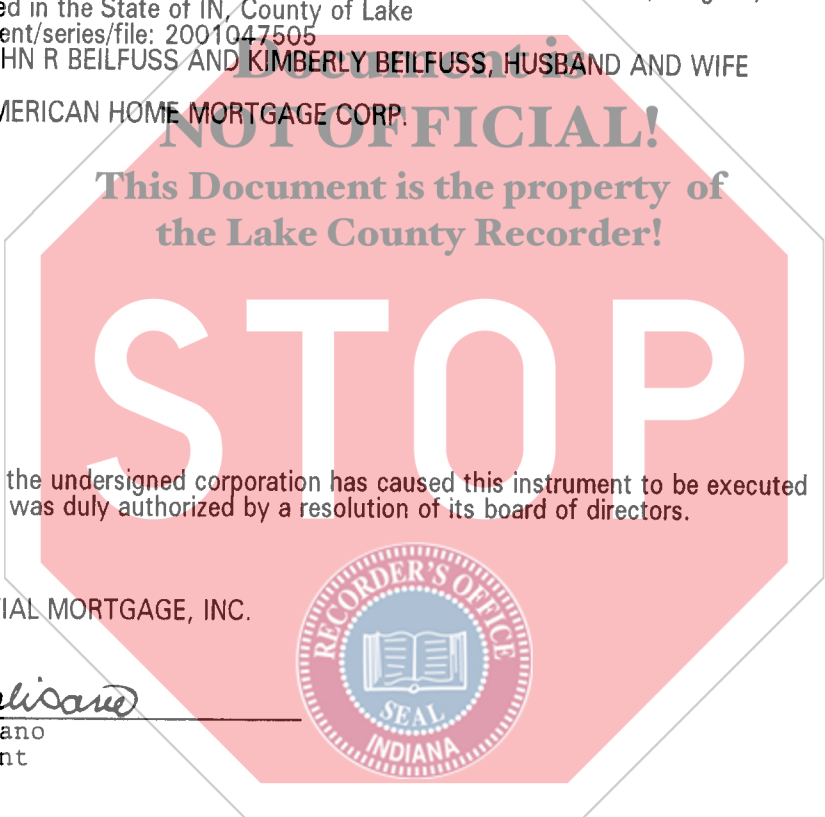 ed in the State of IN, County of Lake
ent/series/file: 2001047505
HN R BEILFUSS AND KIMBERLY BEILFUSS, HUSBAND AND WIFE
Document is
MERICAN HOME MORTGAGE CORP.
NOT OFFICIAL!
This Document is the property of
the Lake County Recorder!
STOP
the undersigned corporation has caused this instrument to be executed
was duly authorized by a resolution of its board of directors.
RECORDER'S OFFICE
TIAL MORTGAGE, INC.
SEAL
INDIANA
lisano
ano
nt